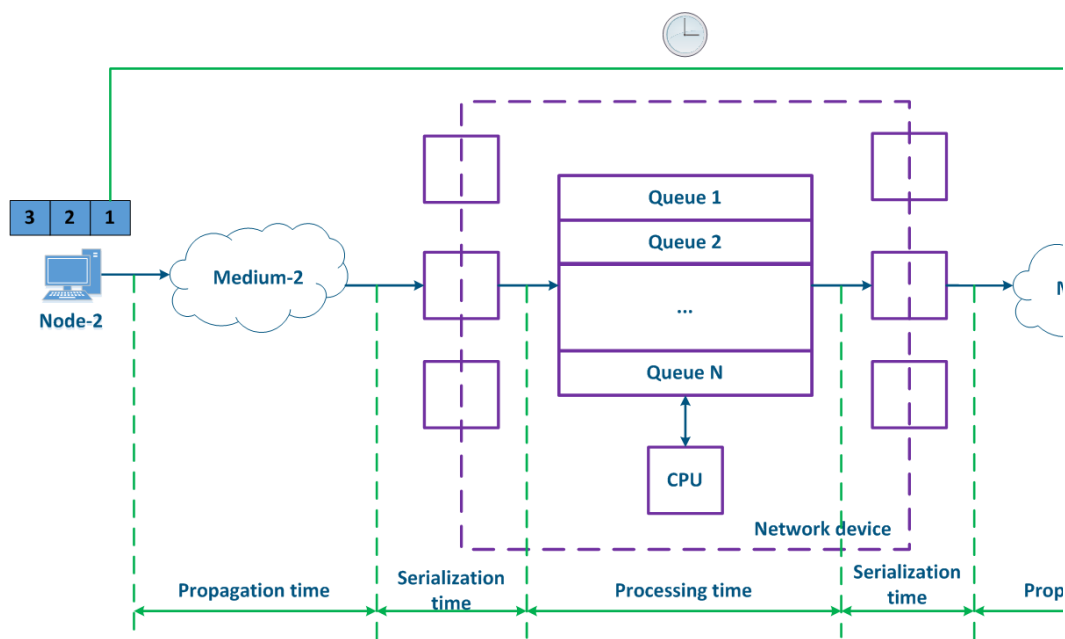 Queue 1
3 2 1
Queue 2
Medium-2
M
Node-2
...
Queue N
CPU
Network device
Propagation time
Serialization
time
Processing time
Serialization
time
Prop